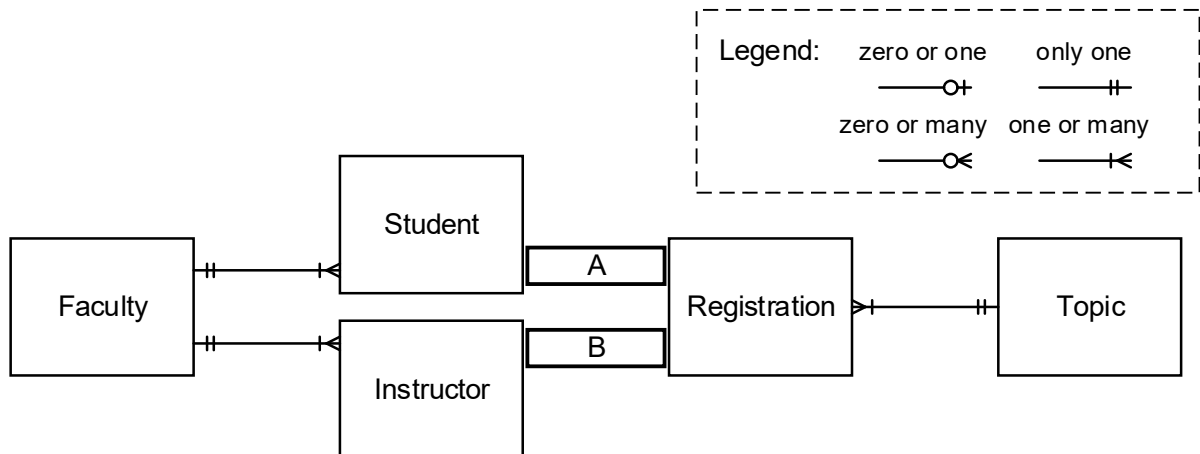 Legend:
zero or one
only one
zero or many
one or many
Student
A
Faculty
Registration
Topic
B
Instructor